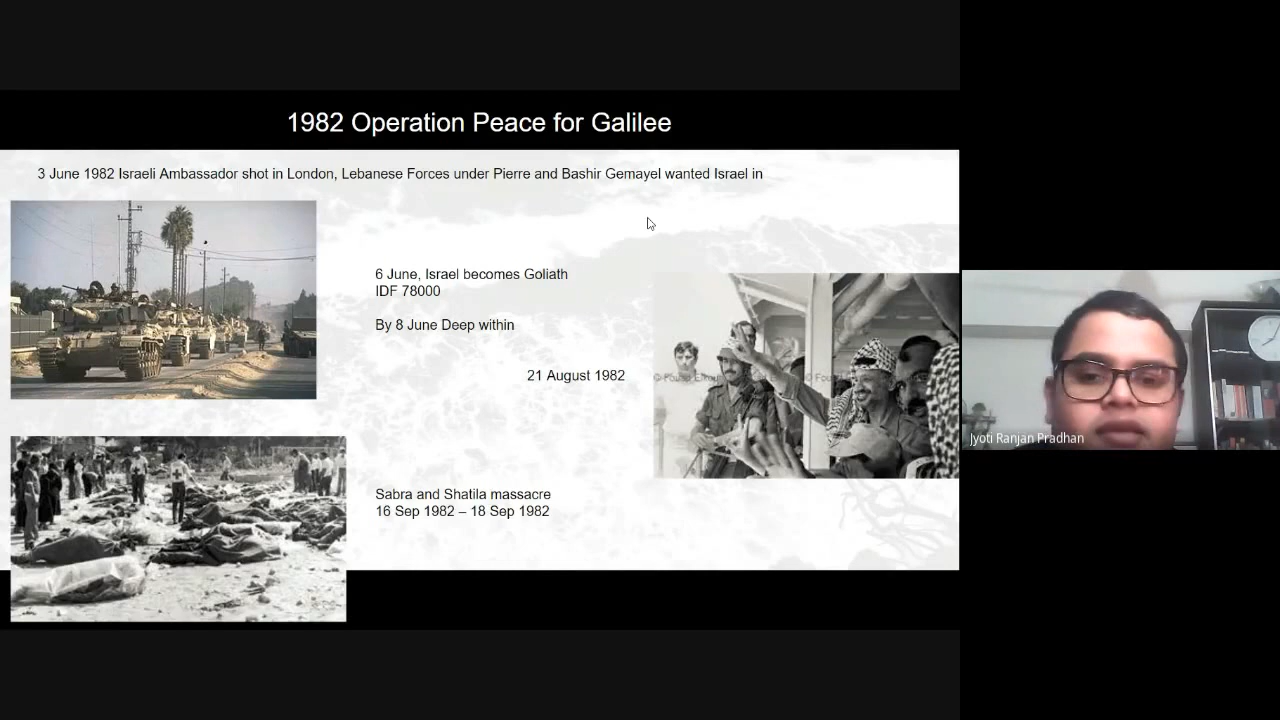 1982 Operation Peace for Galilee
3 June 1982 Israeli Ambassador shot in London, Lebanese Forces under Pierre and Bashir Gemayel wanted Israel in
6 June, Israel becomes Goliath
IDF 78000
By 8 June Deep within
21 August 1982
Sabra and Shatila massacre
16 Sep 1982 – 18 Sep 1982
Jyoti Ranjan Pradhan